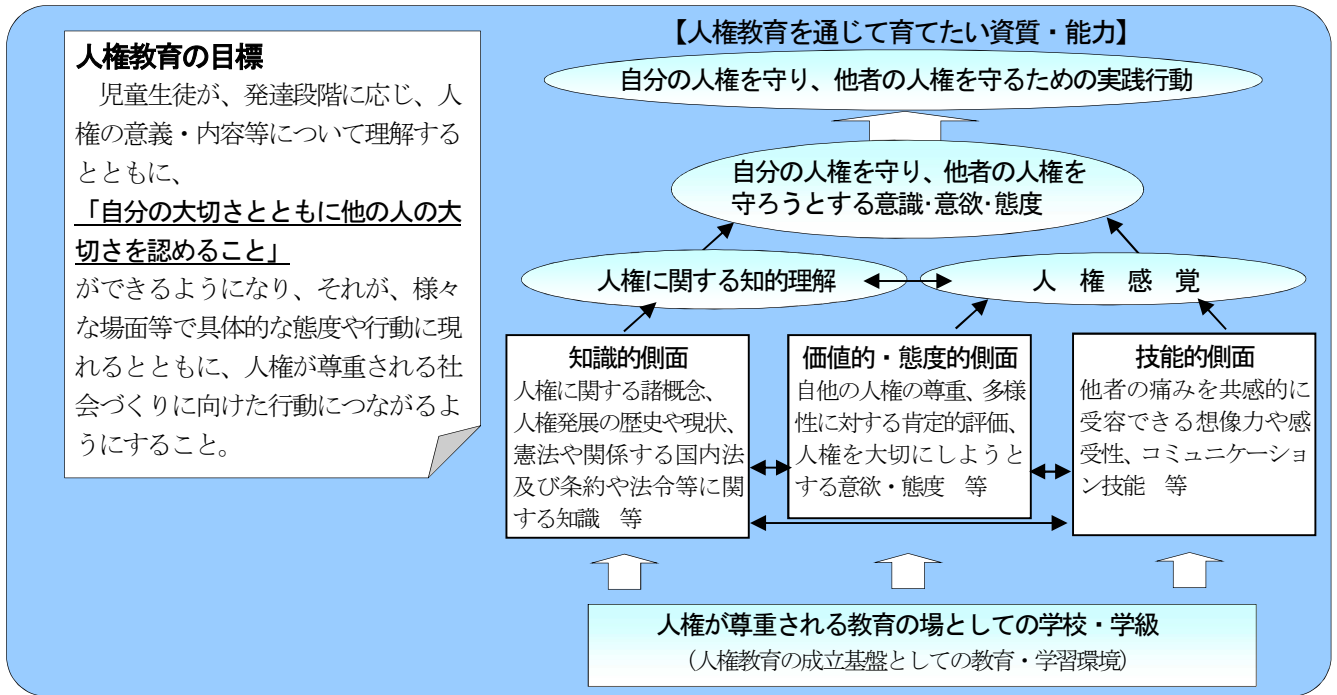 人権教育の目標
児童生徒が、発達段階に応じ、人
権の意義・内容等について理解する
とともに、
「自分の大切さとともに他の人の大
切さを認めること」
ができるようになり、それが、様々
な場面等で具体的な態度や行動に現
れるとともに、人権が尊重される社
会づくりに向けた行動につながるよ
うにすること。
【人権教育を通じて育てたい資質・能力】
自分の人権を守り、他者の人権を守るための実践行動
自分の人権を守り、他者の人権を
守ろうとする意識・意欲・態度
人権に関する知的理解
人 権 感 覚
知識的側面
人権に関する諸概念、
人権発展の歴史や現状、
憲法や関係する国内法
及び条約や法令等に関
する知識 等
価値的・態度的側面
自他の人権の尊重、多様
性に対する肯定的評価、
人権を大切にしようと
する意欲・態度 等
技能的側面
他者の痛みを共感的に
受容できる想像力や感
受性、コミュニケーショ
ン技能 等
人権が尊重される教育の場としての学校・学級
（人権教育の成立基盤としての教育・学習環境）